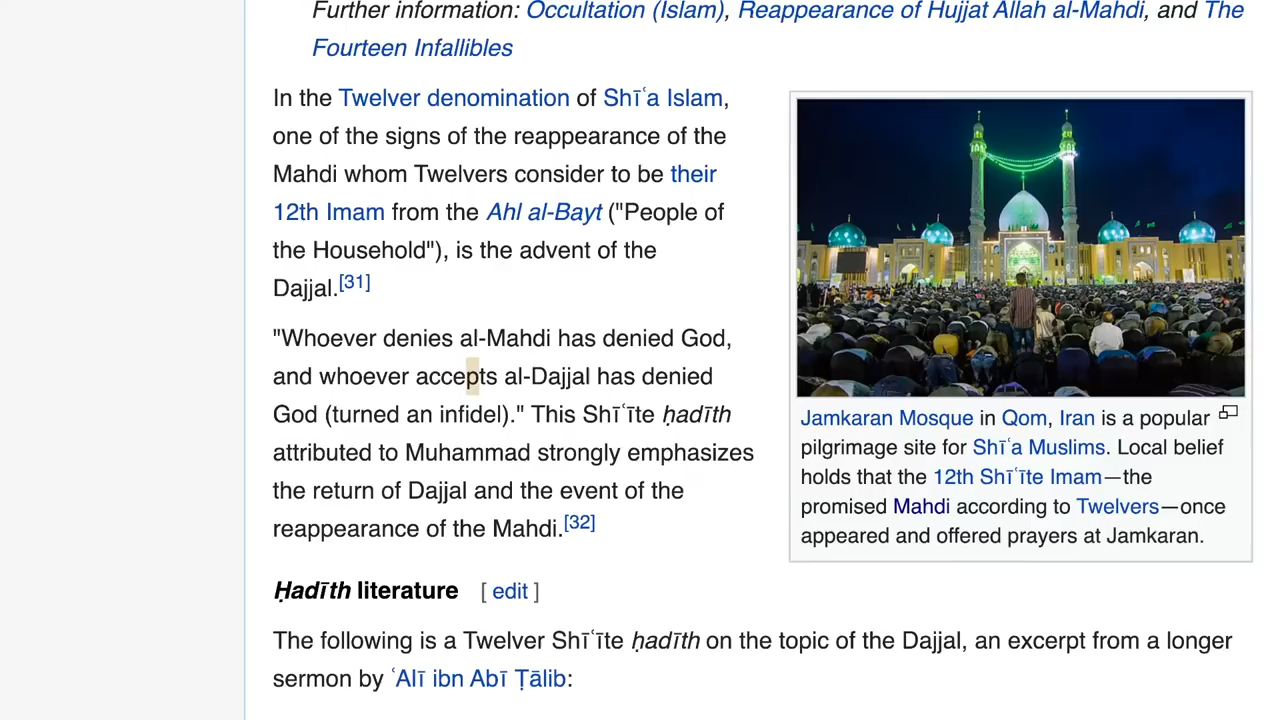 Further information: Occultation (Islam), Reappearance of Hujjat Allah al-Mahdi, and The
Fourteen Infallibles
In the Twelver denomination of Shīʿa Islam,
one of the signs of the reappearance of the
Mahdi whom Twelvers consider to be their
12th Imam from the Ahl al-Bayt ("People of
the Household"), is the advent of the
Dajjal.[31]
"Whoever denies al-Mahdi has denied God,
and whoever accepts al-Dajjal has denied
God (turned an infidel)." This Shīʿīte ḥadīth
attributed to Muhammad strongly emphasizes
the return of Dajjal and the event of the
reappearance of the Mahdi.[32]
Jamkaran Mosque in Qom, Iran is a popular
pilgrimage site for Shīʿa Muslims. Local belief
holds that the 12th Shīʿīte Imam—the
promised Mahdi according to Twelvers—once
appeared and offered prayers at Jamkaran.
Ḥadīth literature [ edit ]
The following is a Twelver Shīʿīte ḥadīth on the topic of the Dajjal, an excerpt from a longer
sermon by ʿAlī ibn Abī Ṭālib: